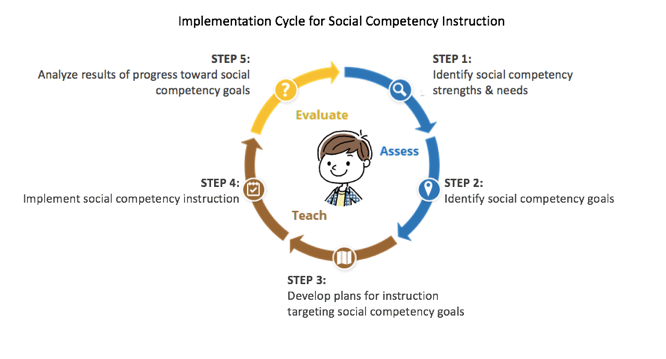 Implementation Cycle for Social Competency Instruction
STEP 1:
Identify social competency
strengths & needs
STEP 2:
Identify social competency goals
STEP 3:
Develop plans for instruction
targeting social competency goals
STEP 4:
Implement social competency instruction
STEP 5:
Analyze results of progress toward social
competency goals
?
Evaluate
Assess
Teach